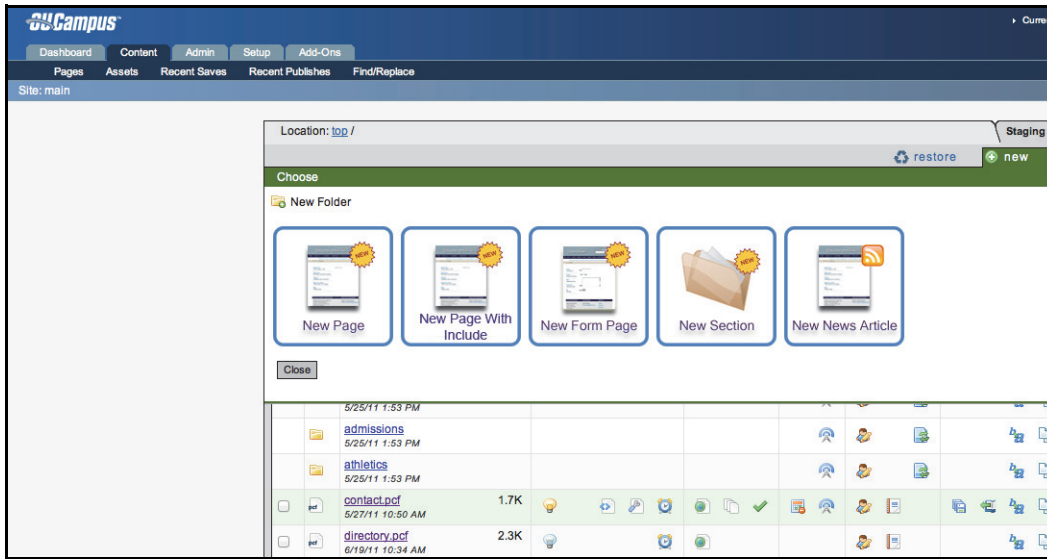 OUCampus
Curre
Dashboard Content Admin Setup Add-Ons
Pages Assets Recent Saves Recent Publishes Find/Replace
Site: main
Location: top /
Staging
restore
new
Choose
New Folder
NEW NEW NEW NEW
New Page
New Page With
Include
New Form Page
New Section
New News Article
Close
5/25/11 1:53 PM
admissions
5/25/11 1:53 PM
athletics
5/25/11 1:53 PM
contact.pcf 1.7K
5/27/11 10:50 AM
directory.pcf 2.3K
6/19/11 10:34 AM